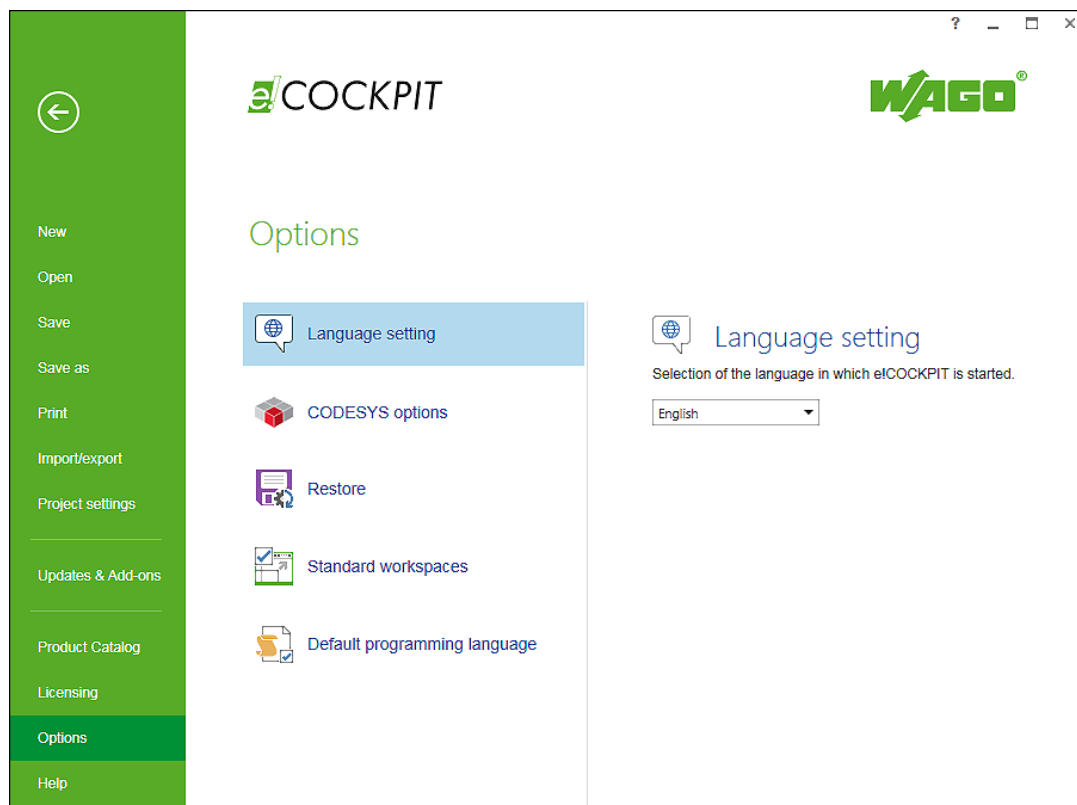 ?
e!COCKPIT
WAGO®
New
Open
Save
Save as
Print
Import/export
Project settings
Updates & Add-ons
Product Catalog
Licensing
Options
Help
Options
Language setting
CODESYS options
Restore
Standard workspaces
Default programming language
Language setting
Selection of the language in which e!COCKPIT is started.
English